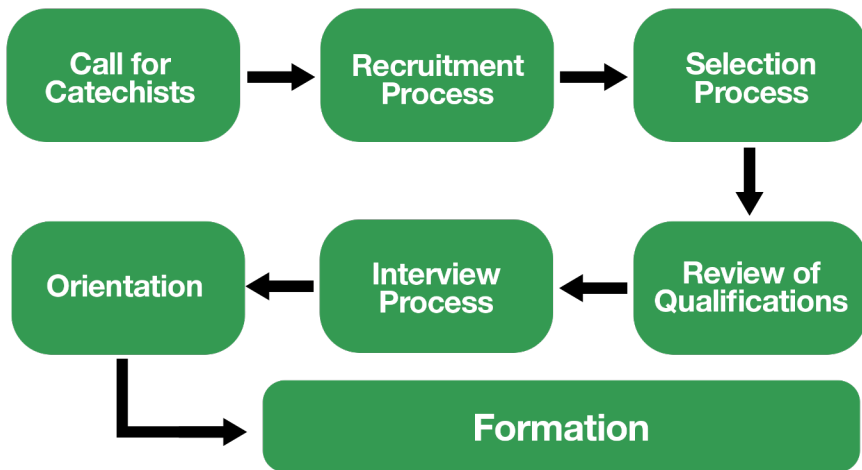 Call for
Catechists
Recruitment
Process
Selection
Process
Review of
Qualifications
Interview
Process
Orientation
Formation